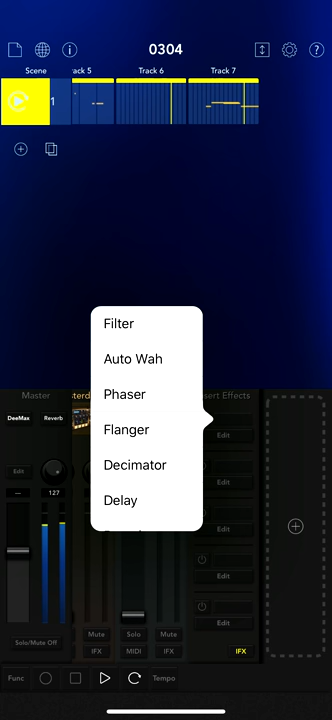 0304
Scene
ck 5
Track 6
Track 7
1
Filter
Auto Wah
Phaser
Flanger
Decimator
Delay
Master
sterd
sert Effects
DeeMax
Reverb
Edit
Edit
127
Edit
Edit
Edit
Edit
Solo/Mute Off
Mute
Solo
Mute
IFX
MIDI
IFX
IFX
Func
Tempo